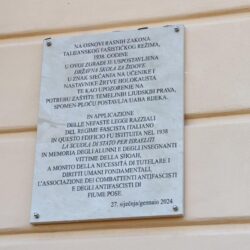 NA OSNOVI RASNIH ZAKONA
TALIJANSKOG FAŠISTIČKOG REŽIMA,
1938. GODINE
U OVOJ ZGRADI JE USPOSTAVLJENA
DRŽAVNA ŠKOLA ZA ŽIDOVE
U ZNAK SJEĆANJA NA UČENIKE I
NASTAVNIKE ŽRTVE HOLOKAUSTA
TE KAO UPOZORENJE NA
POTREBU ZAŠTITE TEMELJNIH LJUDSKIH PRAVA,
SPOMEN-PLOČU POSTAVLJA UABA RIJEKA.
IN APPLICAZIONE
DELLE NEFASTE LEGGI RAZZIALI
DEL REGIME FASCISTA ITALIANO
IN QUESTO EDIFICIO FU ISTITUITA NEL 1938
LA SCUOLA DI STATO PER ISRAELITI
IN MEMORIA DEGLI ALUNNI E DEGLI INSEGNANTI
VITTIME DELLA SHOAH,
A MONITO DELLA NECESSITÀ DI TUTELARE I
DIRITTI UMANI FONDAMENTALI,
L'ASSOCIAZIONE DEI COMBATTENTI ANTIFASCISTI
E DEGLI ANTIFASCISTI DI
FIUME POSE.
27. siječnja/gennaio 2024